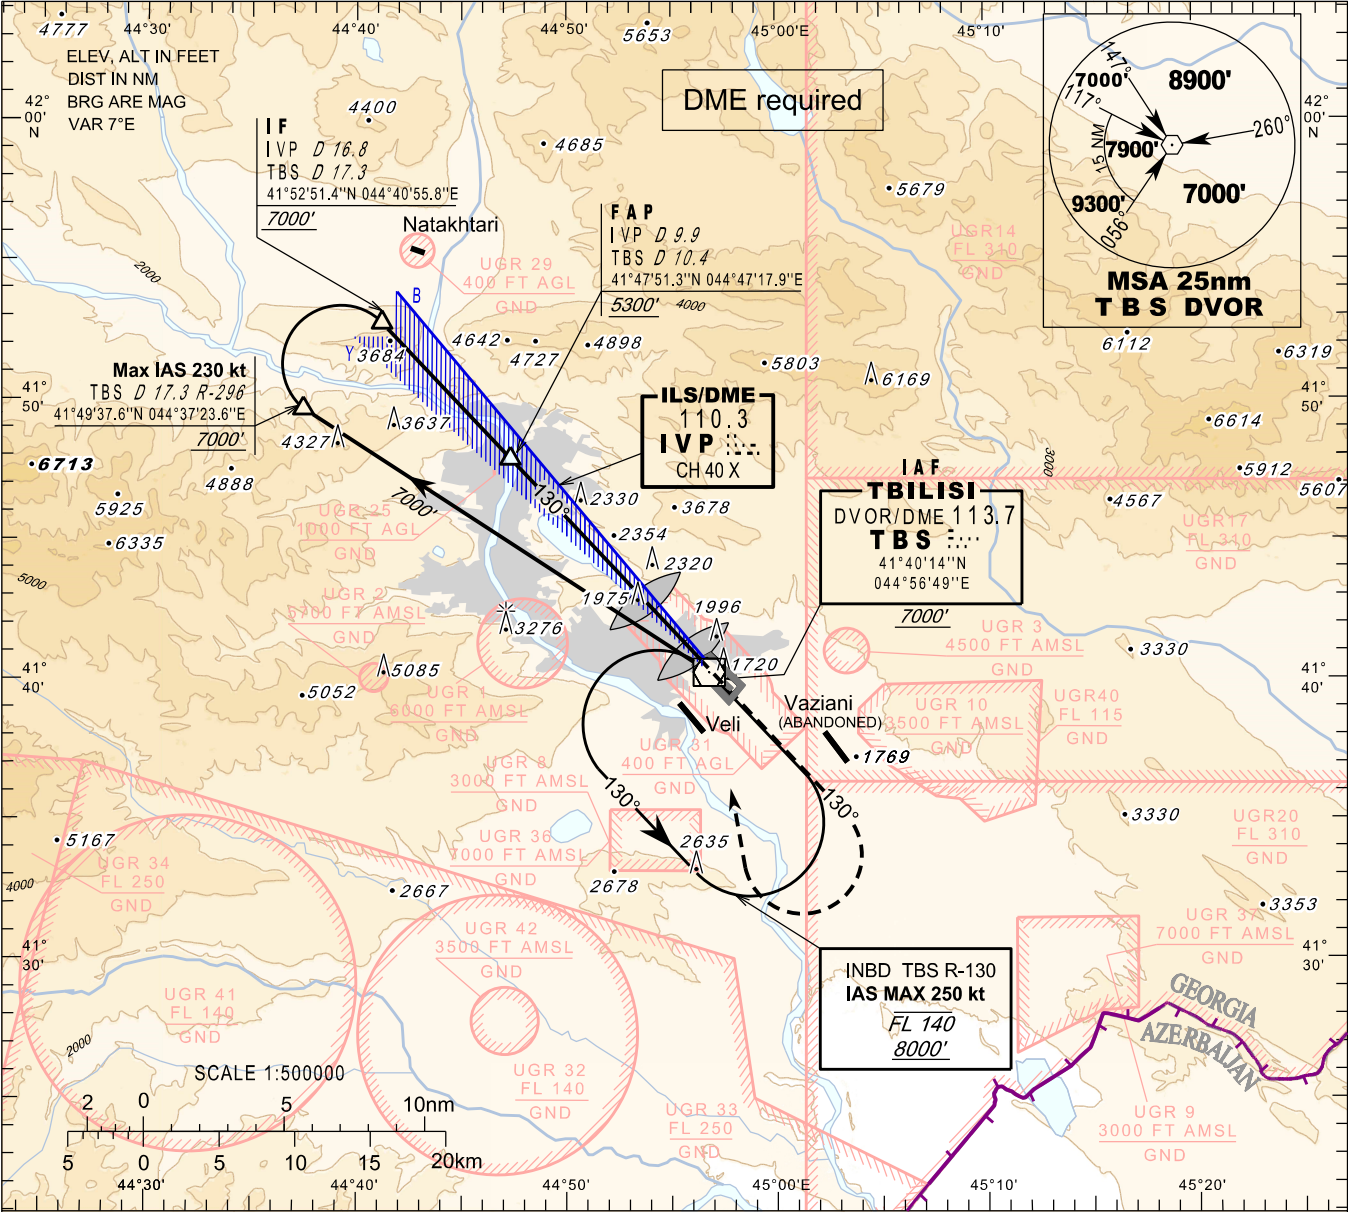 4777
44°30'
44°40'
44°50'
5653
45°00'E
45°10'
ELEV, ALT IN FEET
DIST IN NM
BRG ARE MAG
VAR 7°E
42°
00'
N
4400
4685
DME required
147°
7000'
8900'
117°
260°
15 NM
7900'
9300'
7000'
056°
MSA 25nm
TBS DVOR
42°
00'
N
IF
IVP D 16.8
TBS D 17.3
41°52'51.4''N 044°40'55.8''E
7000'
Natakhtari
UGR 29
400 FT AGL
GND
FAP
IVP D 9.9
TBS D 10.4
41°47'51.3''N 044°47'17.9''E
5300'
4000
5679
UGR14
FL 310
GND
2000
B
Y
3684
4642
4727
4898
5803
6169
6112
6319
Max IAS 230 kt
TBS D 17.3 R-296
41°49'37.6''N 044°37'23.6''E
7000'
41°
50'
41°
50'
ILS/DME
110.3
IVP
CH 40 X
3637
4327
6713
4888
5925
6335
7000'
130°
2330
3678
2354
2320
UGR 25
1000 FT AGL
GND
IAF
TBILISI
DVOR/DME 113.7
TBS
41°40'14''N
044°56'49''E
7000'
6614
3000
5912
5607
4567
UGR17
FL 310
GND
5000
UGR 2
5700 FT AMSL
GND
1975
1996
3276
1720
UGR 3
4500 FT AMSL
GND
3330
41°
40'
41°
40'
5085
5052
UGR 1
6000 FT AMSL
GND
Veli
Vaziani
(ABANDONED)
UGR 10
3500 FT AMSL
GND
UGR40
FL 115
GND
1769
UGR 31
400 FT AGL
GND
UGR 8
3000 FT AMSL
GND
130°
130°
UGR 36
7000 FT AMSL
GND
2635
2678
2667
5167
UGR 34
FL 250
GND
4000
3330
UGR20
FL 310
GND
3353
UGR 37
7000 FT AMSL
GND
41°
30'
41°
30'
UGR 42
3500 FT AMSL
GND
UGR 41
FL 140
GND
INBD TBS R-130
IAS MAX 250 kt
FL 140
8000'
GEORGIA
AZERBAIJAN
2000
SCALE 1:500000
2 0 5 10nm
5 0 5 10 15 20km
UGR 32
FL 140
GND
UGR 33
FL 250
GND
UGR 9
3000 FT AMSL
GND
44°30'
44°50'
45°00'E
45°10'
45°20'